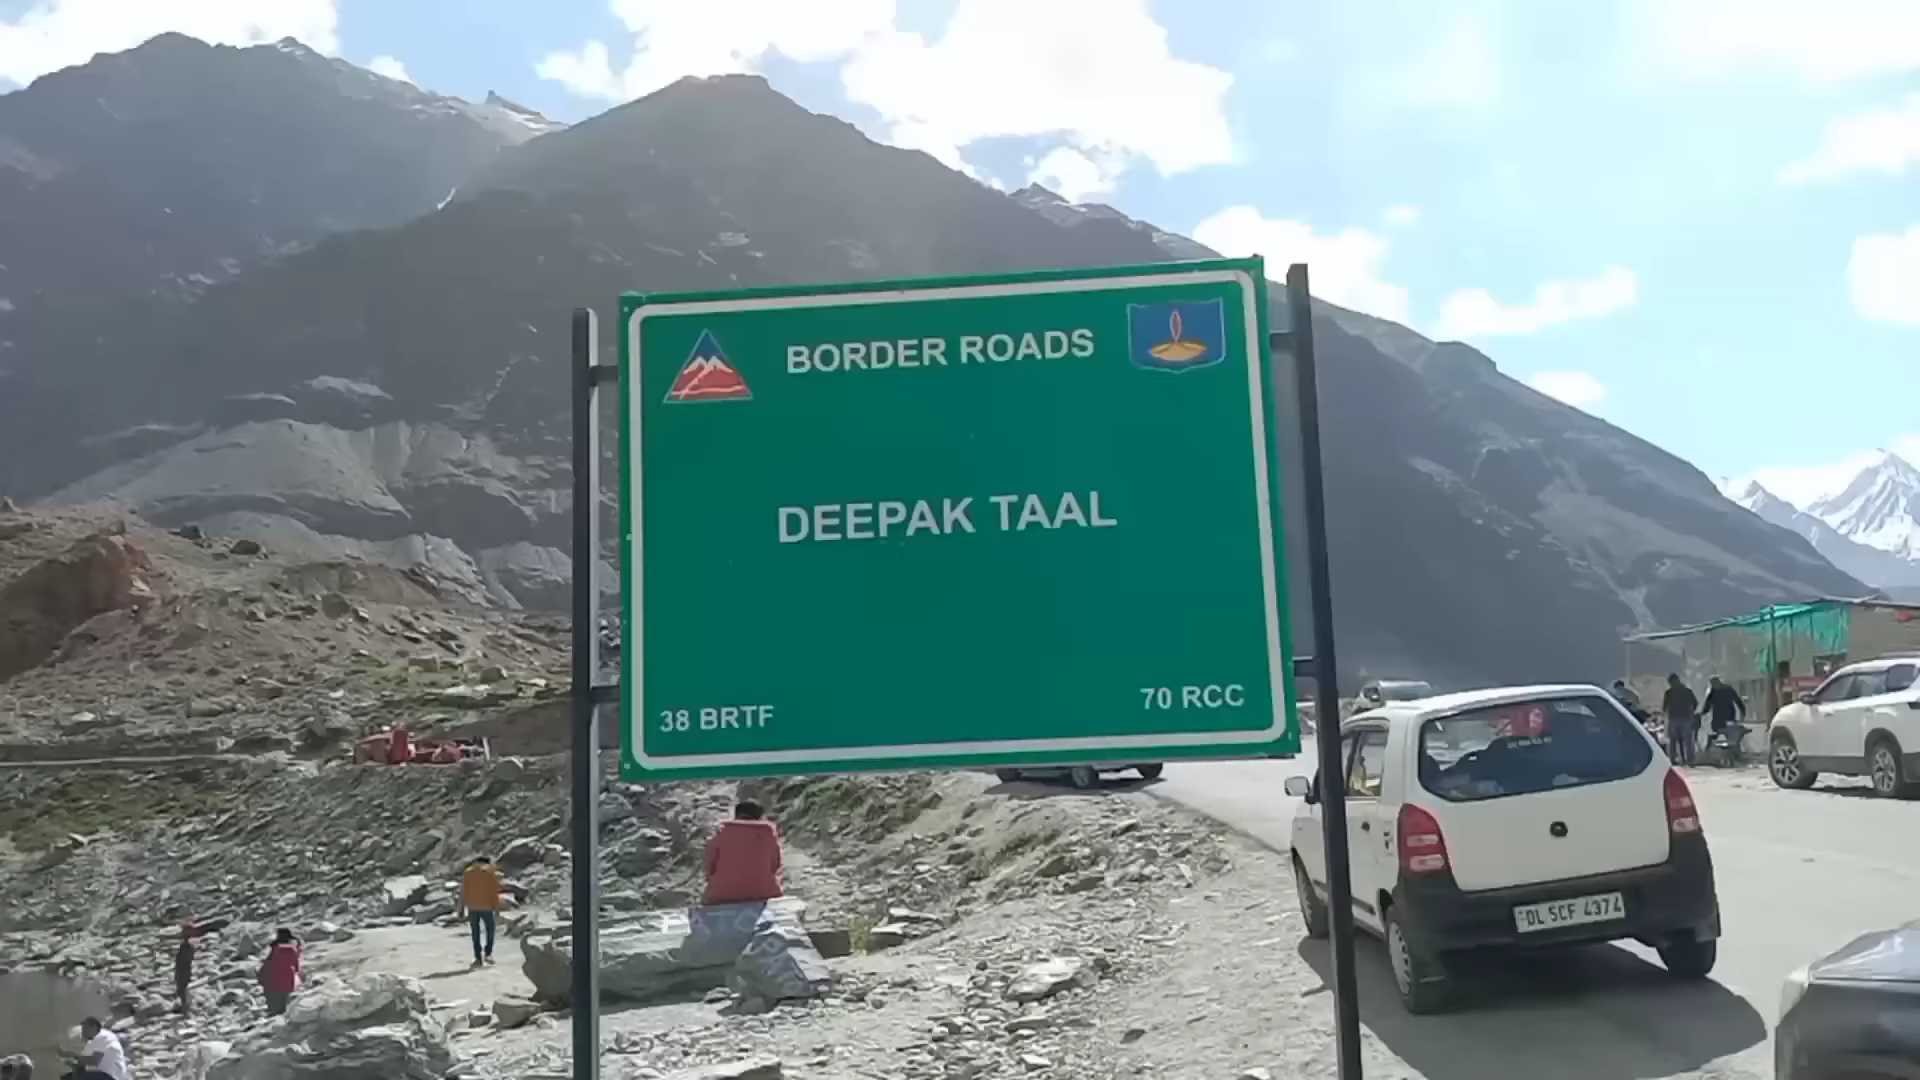 BORDER ROADS
DEEPAK TAAL
38 BRTF
70 RCC
DL 5CF 4374